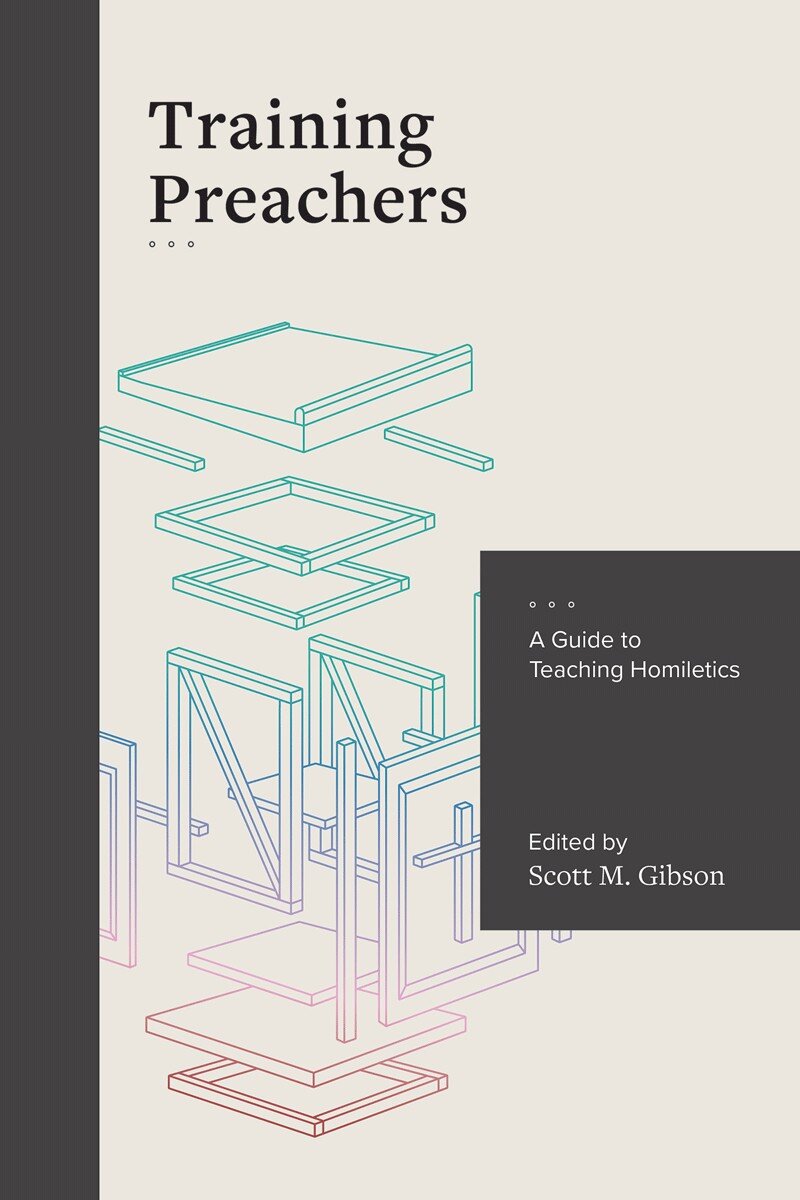 Training
Preachers
A Guide to
Teaching Homiletics
Edited by
Scott M. Gibson